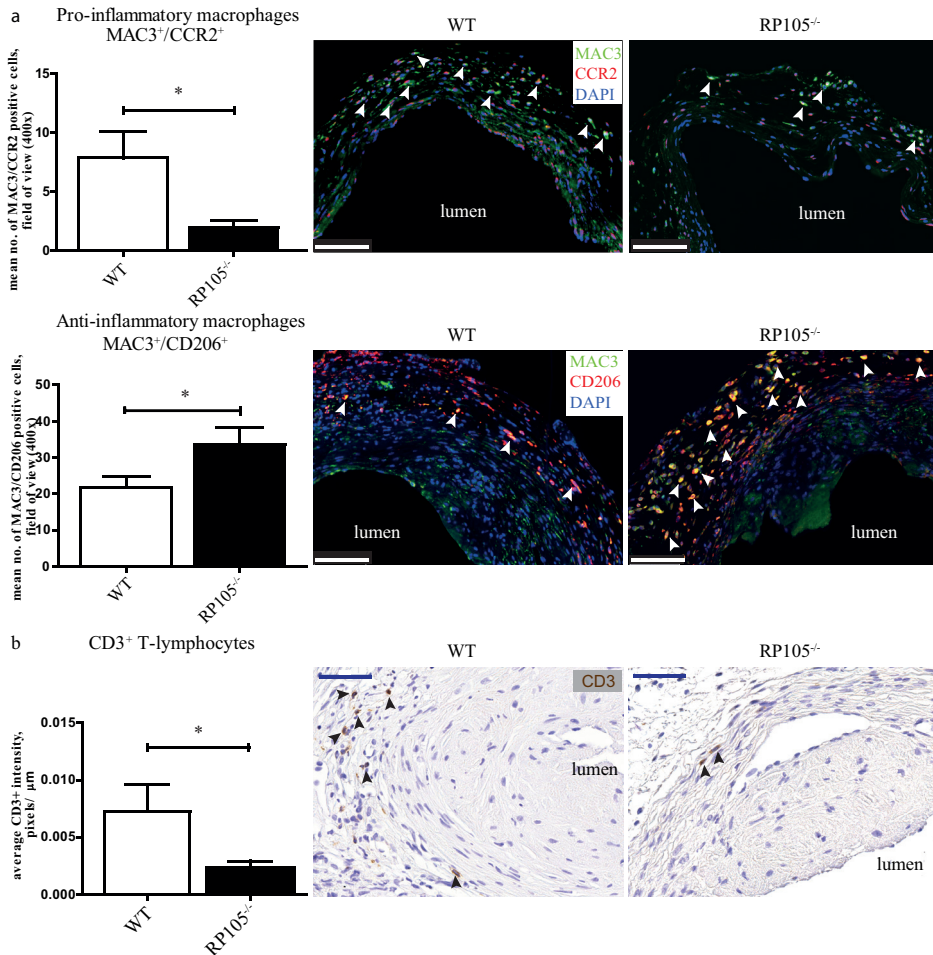 a
Pro-inflammatory macrophages
MAC3⁺/CCR2⁺
mean no. of MAC3/CCR2 positive cells,
field of view (400x)
15
10
5
0
*
WT
RP105⁻/⁻
WT
MAC3
CCR2
DAPI
lumen
RP105⁻/⁻
lumen
Anti-inflammatory macrophages
MAC3⁺/CD206⁺
mean no. of MAC3/CD206 positive cells,
field of view (400x)
50
40
30
20
10
0
*
WT
RP105⁻/⁻
WT
MAC3
CD206
DAPI
lumen
RP105⁻/⁻
lumen
b
CD3⁺ T-lymphocytes
average CD3+ intensity,
pixels/ µm
0.015
0.010
0.005
0.000
*
WT
RP105⁻/⁻
WT
CD3
lumen
RP105⁻/⁻
lumen